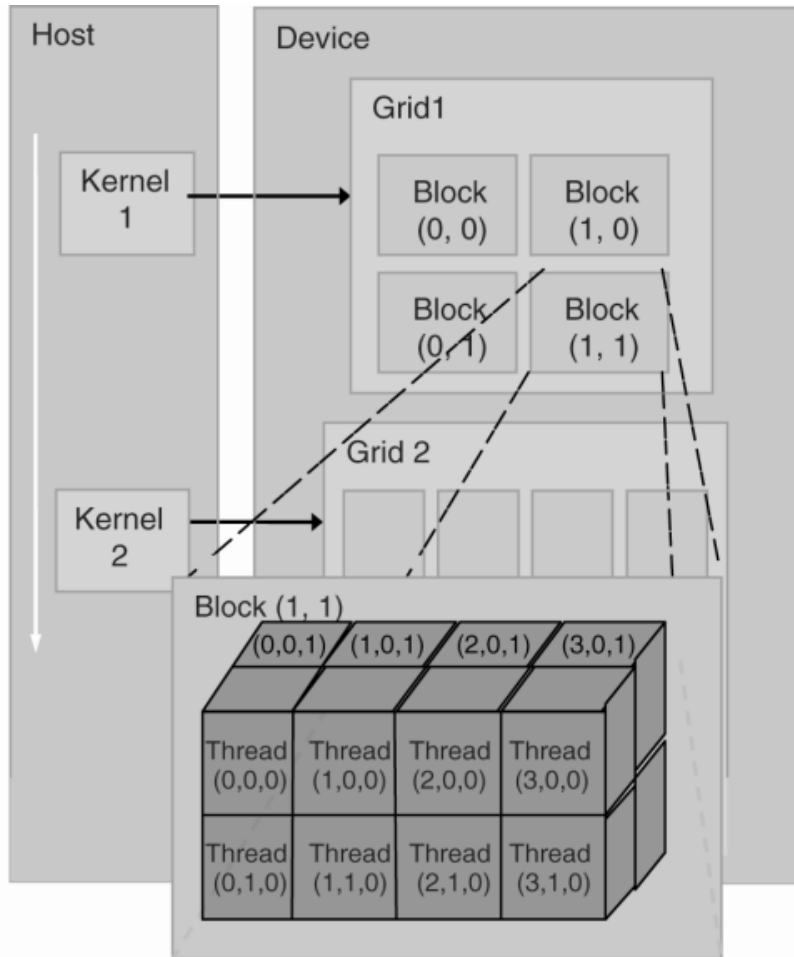 Host
Device
Grid1
Kernel
1
Block
(0, 0)
Block
(1, 0)
Block
(0, 1)
Block
(1, 1)
Grid 2
Kernel
2
Block (1, 1)
(0,0,1)
(1,0,1)
(2,0,1)
(3,0,1)
Thread
(0,0,0)
Thread
(1,0,0)
Thread
(2,0,0)
Thread
(3,0,0)
Thread
(0,1,0)
Thread
(1,1,0)
Thread
(2,1,0)
Thread
(3,1,0)